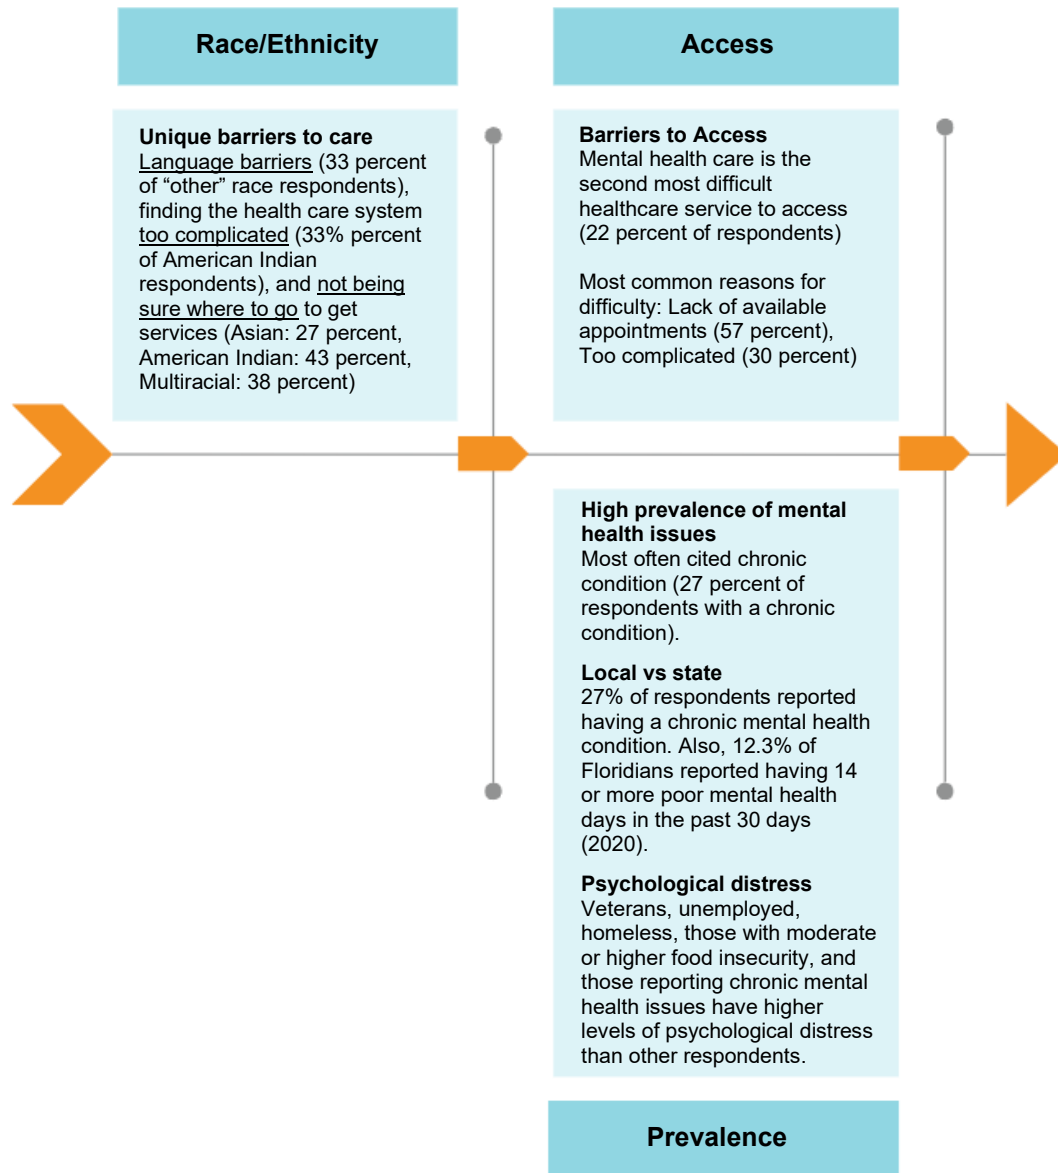 Race/Ethnicity
Unique barriers to care
Language barriers (33 percent
of “other” race respondents),
finding the health care system
too complicated (33% percent
of American Indian
respondents), and not being
sure where to go to get
services (Asian: 27 percent,
American Indian: 43 percent,
Multiracial: 38 percent)
Access
Barriers to Access
Mental health care is the
second most difficult
healthcare service to access
(22 percent of respondents)
Most common reasons for
difficulty: Lack of available
appointments (57 percent),
Too complicated (30 percent)
High prevalence of mental
health issues
Most often cited chronic
condition (27 percent of
respondents with a chronic
condition).
Local vs state
27% of respondents reported
having a chronic mental health
condition. Also, 12.3% of
Floridians reported having 14
or more poor mental health
days in the past 30 days
(2020).
Psychological distress
Veterans, unemployed,
homeless, those with moderate
or higher food insecurity, and
those reporting chronic mental
health issues have higher
levels of psychological distress
than other respondents.
Prevalence